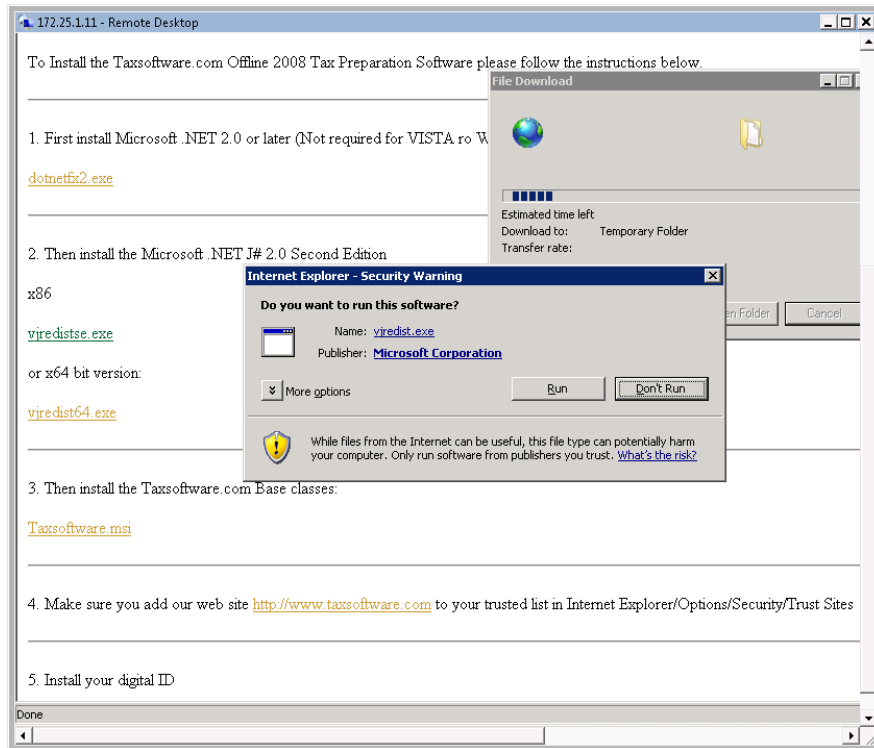 172.25.1.11 - Remote Desktop
To Install the Taxsoftware.com Offline 2008 Tax Preparation Software please follow the instructions below.
File Download
1. First install Microsoft .NET 2.0 or later (Not required for VISTA ro W
dotnetfx2.exe
Estimated time left
Download to: Temporary Folder
Transfer rate:
2. Then install the Microsoft .NET J# 2.0 Second Edition
Internet Explorer - Security Warning
x86
Do you want to run this software?
Name: vjredist.exe
en Folder
Cancel
vjredistse.exe
Publisher: Microsoft Corporation
or x64 bit version:
More options
Run
Don't Run
vjredist64.exe
While files from the Internet can be useful, this file type can potentially harm
your computer. Only run software from publishers you trust. What's the risk?
3. Then install the Taxsoftware.com Base classes:
Taxsoftware.msi
4. Make sure you add our web site http://www.taxsoftware.com to your trusted list in Internet Explorer/Options/Security/Trust Sites
5. Install your digital ID
Done